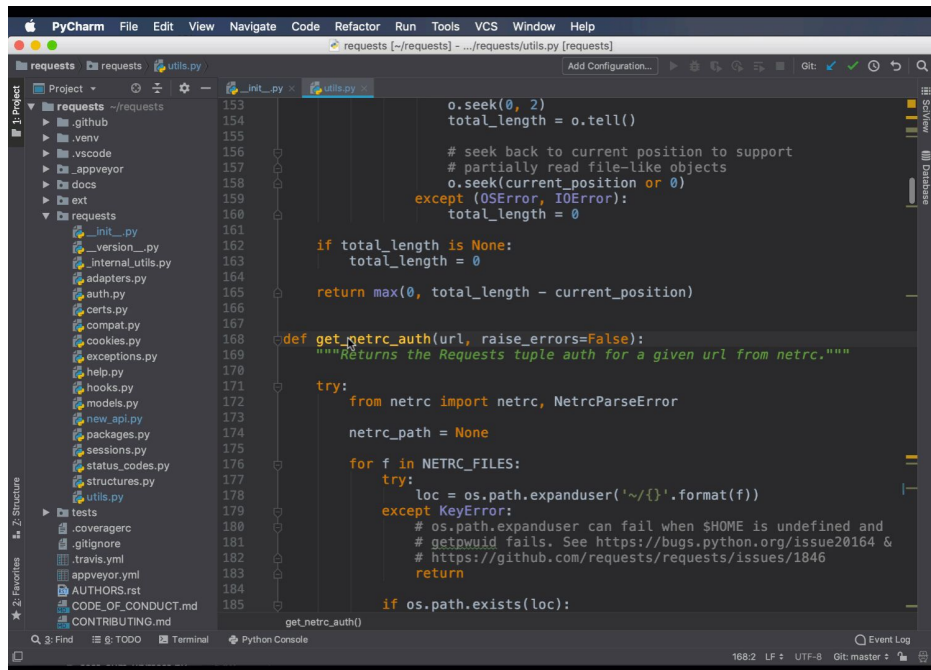 PyCharm File Edit View Navigate Code Refactor Run Tools VCS Window Help
requests [~/requests] - .../requests/utils.py [requests]
requests requests utils.py Add Configuration... Git:
Project __init__.py utils.py
1: Project
requests ~/requests
.github
.venv
.vscode
_appveyor
docs
ext
requests
__init__.py
__version__.py
_internal_utils.py
adapters.py
auth.py
certs.py
compat.py
cookies.py
exceptions.py
help.py
hooks.py
models.py
new_api.py
packages.py
sessions.py
status_codes.py
structures.py
utils.py
tests
.coveragerc
.gitignore
.travis.yml
appveyor.yml
AUTHORS.rst
CODE_OF_CONDUCT.md
CONTRIBUTING.md
Z: Structure
2: Favorites
153 o.seek(0, 2)
154 total_length = o.tell()
155
156 # seek back to current position to support
157 # partially read file-like objects
158 o.seek(current_position or 0)
159 except (OSError, IOError):
160 total_length = 0
161
162 if total_length is None:
163 total_length = 0
164
165 return max(0, total_length - current_position)
166
167
168 def get_netrc_auth(url, raise_errors=False):
169 """Returns the Requests tuple auth for a given url from netrc."""
170
171 try:
172 from netrc import netrc, NetrcParseError
173
174 netrc_path = None
175
176 for f in NETRC_FILES:
177 try:
178 loc = os.path.expanduser('~/{}'.format(f))
179 except KeyError:
180 # os.path.expanduser can fail when $HOME is undefined and
181 # getpwuid fails. See https://bugs.python.org/issue20164 &
182 # https://github.com/requests/requests/issues/1846
183 return
184
185 if os.path.exists(loc):
get_netrc_auth()
SciView
Database
3: Find 6: TODO Terminal Python Console Event Log
168:2 LF UTF-8 Git: master